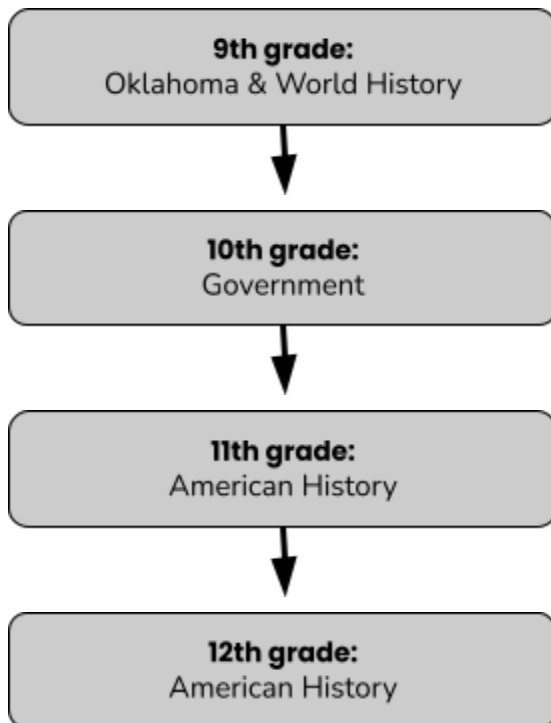 9th grade:
Oklahoma & World History
10th grade:
Government
11th grade:
American History
12th grade:
American History